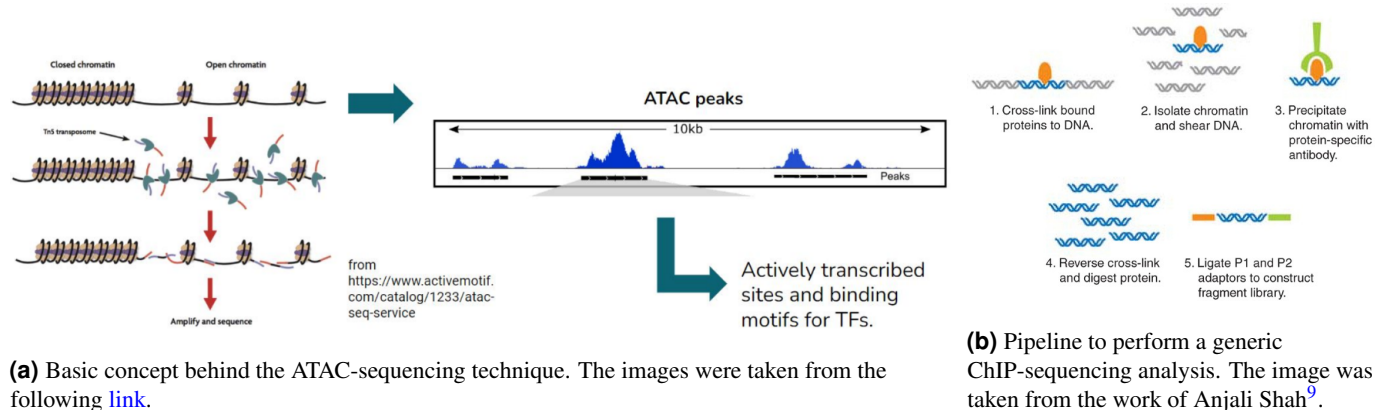 Closed chromatin
Open chromatin
Tn5 transposome
Amplify and sequence
from
https://www.activemotif.
com/catalog/1233/atac-
seq-service
ATAC peaks
10kb
Peaks
Actively transcribed
sites and binding
motifs for TFs.
(a) Basic concept behind the ATAC-sequencing technique. The images were taken from the
following link.
1. Cross-link bound
proteins to DNA.
2. Isolate chromatin
and shear DNA.
3. Precipitate
chromatin with
protein-specific
antibody.
4. Reverse cross-link
and digest protein.
5. Ligate P1 and P2
adaptors to construct
fragment library.
(b) Pipeline to perform a generic
ChIP-sequencing analysis. The image was
taken from the work of Anjali Shah9.